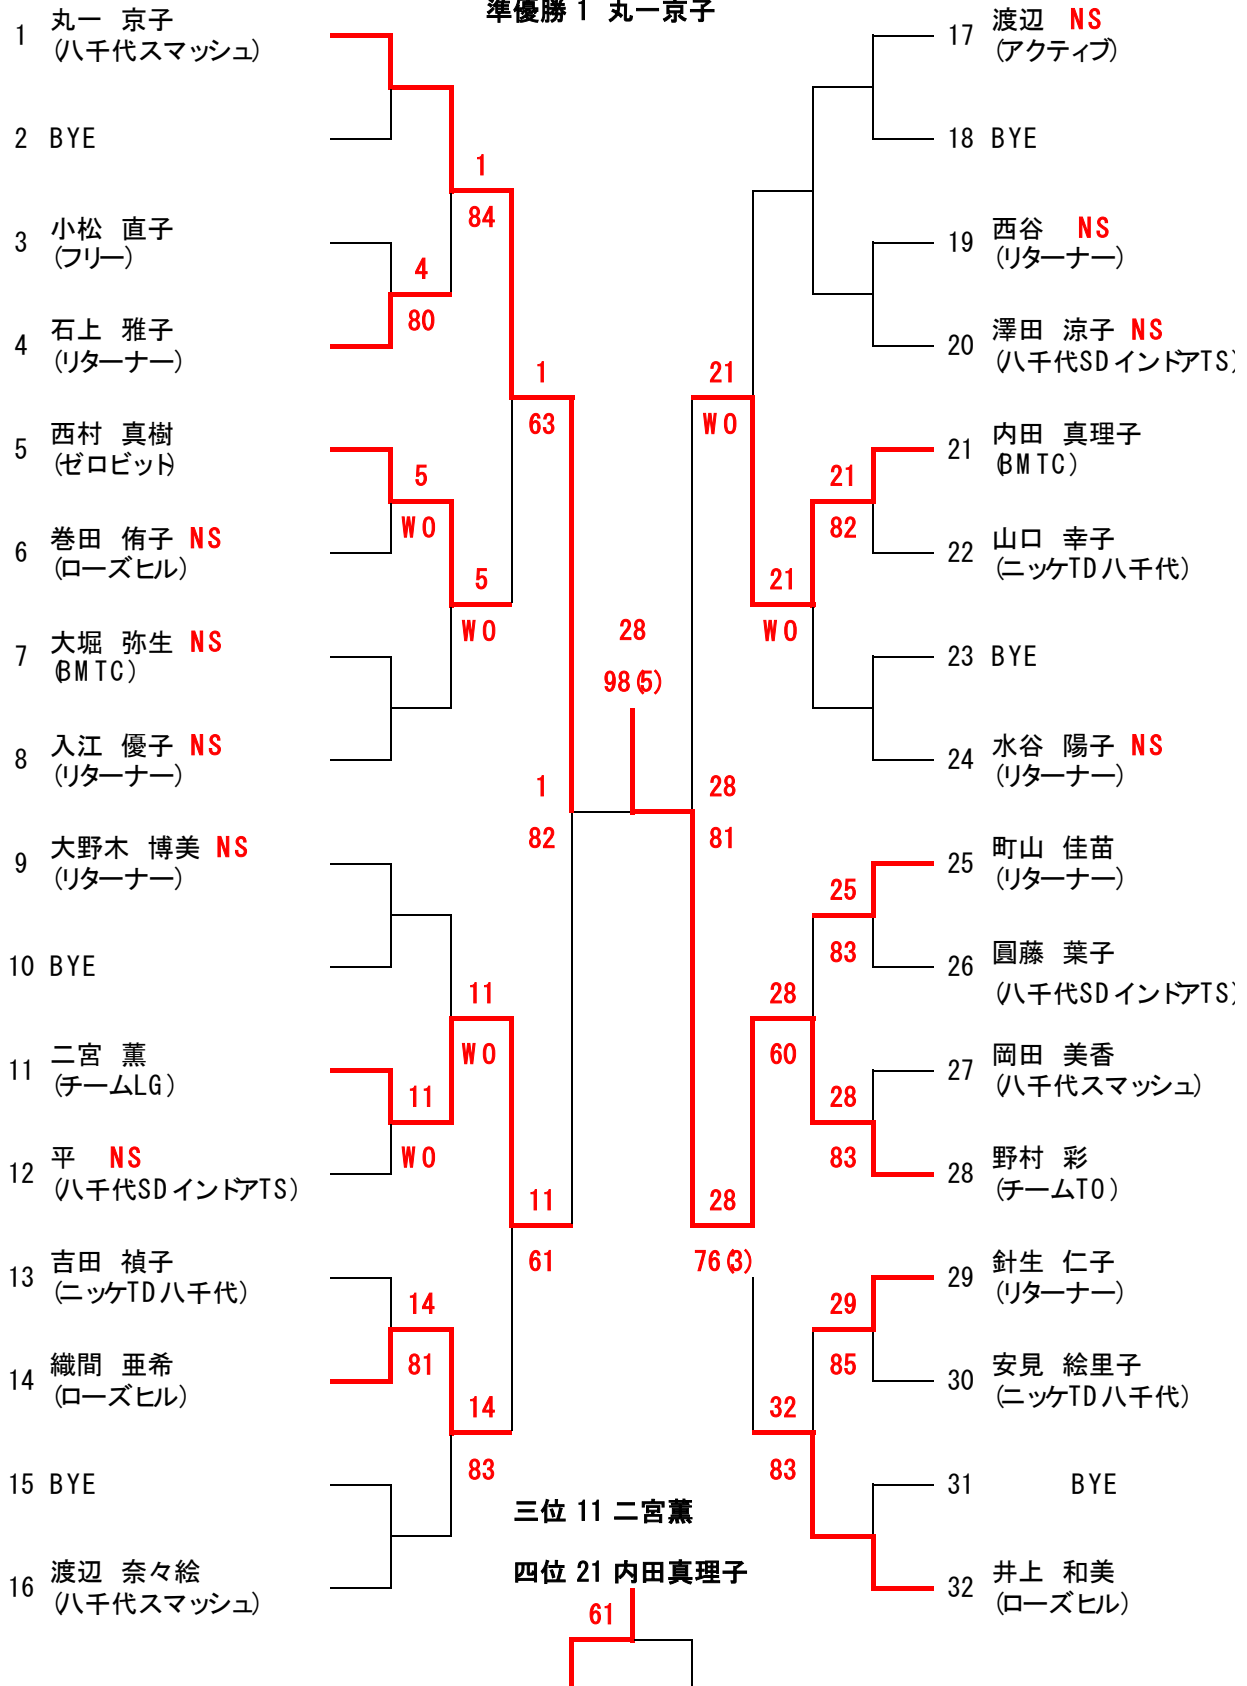 準優勝 1 丸一京子
1 丸一 京子
(八千代スマッシュ)
2 BYE
1
84
3 小松 直子
(フリー)
4
80
4 石上 雅子
(リターナー)
1
63
5 西村 真樹
(ゼロビット)
5
WO
6 巻田 侑子 NS
(ローズヒル)
5
WO
7 大堀 弥生 NS
(BMTC)
8 入江 優子 NS
(リターナー)
1
82
9 大野木 博美 NS
(リターナー)
10 BYE
11
WO
11 二宮 薫
(チームLG)
11
WO
12 平 NS
(八千代SDインドアTS)
11
61
13 吉田 禎子
(ニッケTD八千代)
14
81
14 織間 亜希
(ローズヒル)
14
83
15 BYE
16 渡辺 奈々絵
(八千代スマッシュ)
28
98(5)
17 渡辺 NS
(アクティブ)
18 BYE
19 西谷 NS
(リターナー)
20 澤田 涼子 NS
(八千代SDインドアTS)
21
WO
21 内田 真理子
(BMTC)
21
82
22 山口 幸子
(ニッケTD八千代)
21
WO
23 BYE
24 水谷 陽子 NS
(リターナー)
28
81
25 町山 佳苗
(リターナー)
25
83
26 圓藤 葉子
(八千代SDインドアTS)
28
60
27 岡田 美香
(八千代スマッシュ)
28
83
28 野村 彩
(チームTO)
28
76(3)
29 針生 仁子
(リターナー)
29
85
30 安見 絵里子
(ニッケTD八千代)
32
83
31 BYE
32 井上 和美
(ローズヒル)
三位 11 二宮薫
四位 21 内田真理子
61